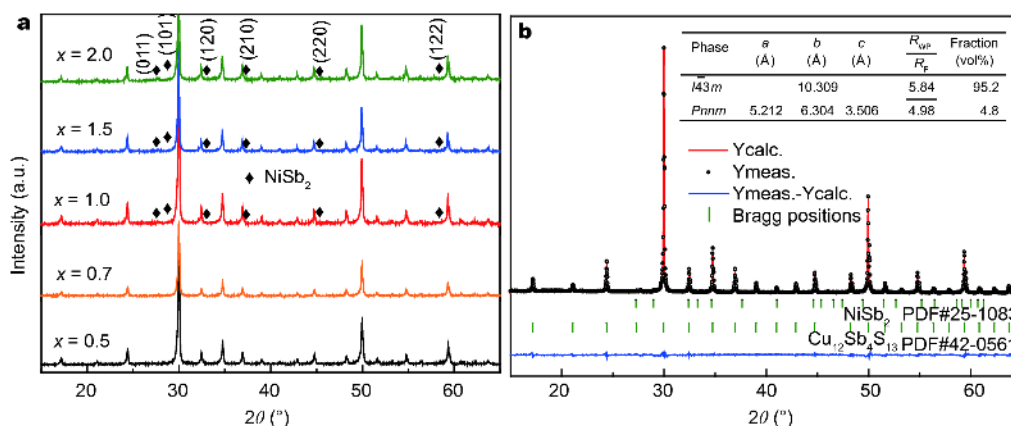 a
(011)
(101)
(120)
(210)
(220)
(122)
x = 2.0
x = 1.5
NiSb2
x = 1.0
x = 0.7
x = 0.5
Intensity (a.u.)
20 30 40 50 60
2θ (°)
b
Phase a (Å) b (Å) c (Å) RWP/RF Fraction (vol%)
I4̅3m 10.309 5.84 95.2
Pnnm 5.212 6.304 3.506 4.98 4.8
Ycalc.
Ymeas.
Ymeas.-Ycalc.
Bragg positions
NiSb2 PDF#25-1083
Cu12Sb4S13 PDF#42-0561
20 30 40 50 60
2θ (°)